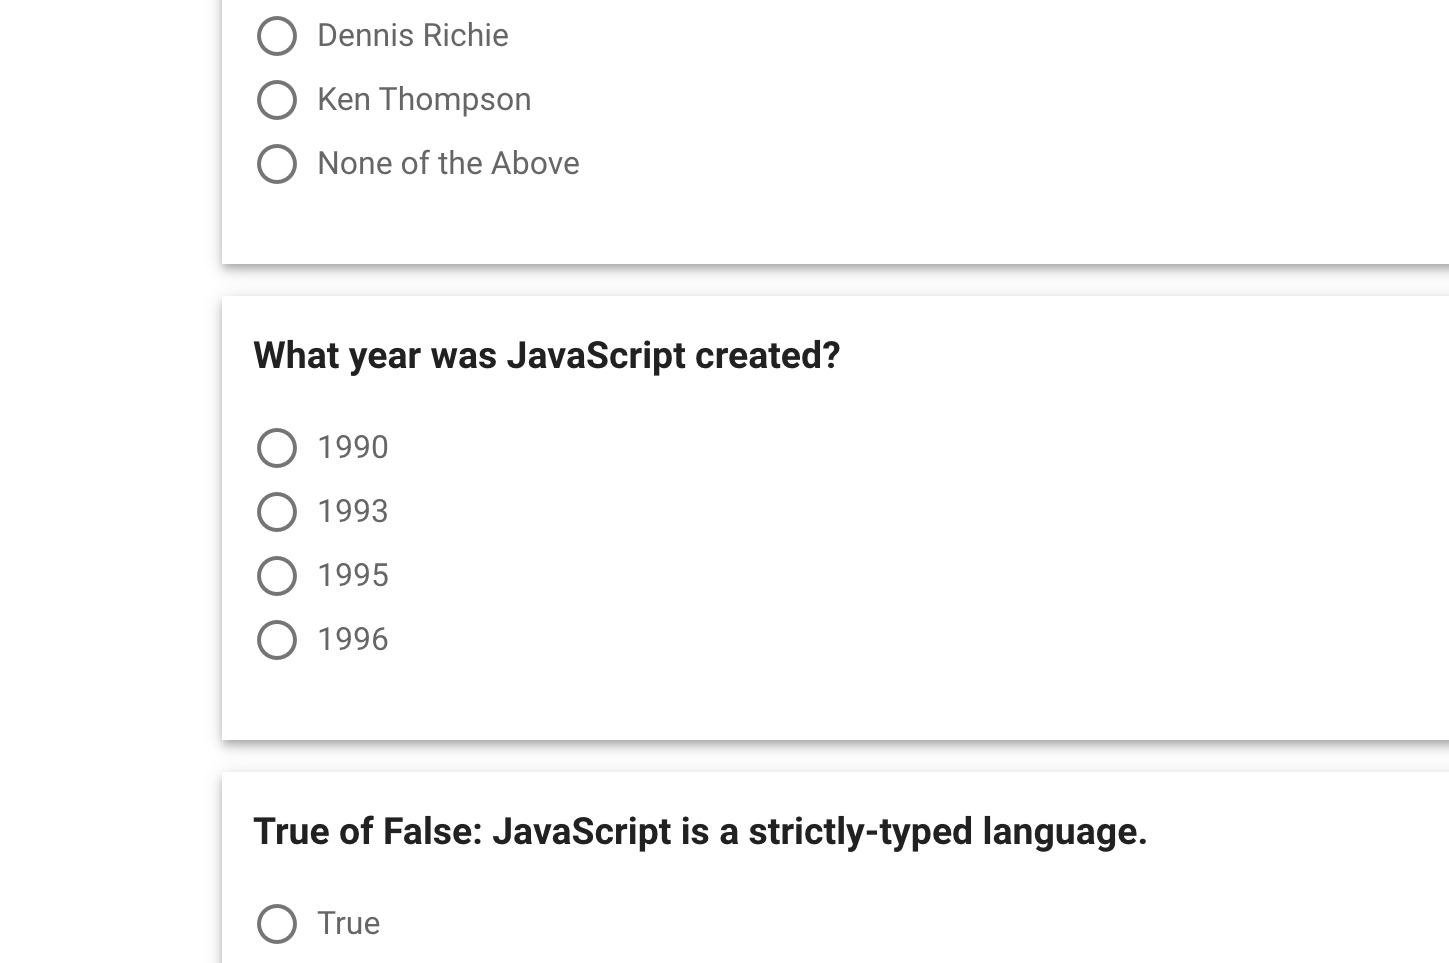 Dennis Richie
Ken Thompson
None of the Above
What year was JavaScript created?
1990
1993
1995
1996
True of False: JavaScript is a strictly-typed language.
True